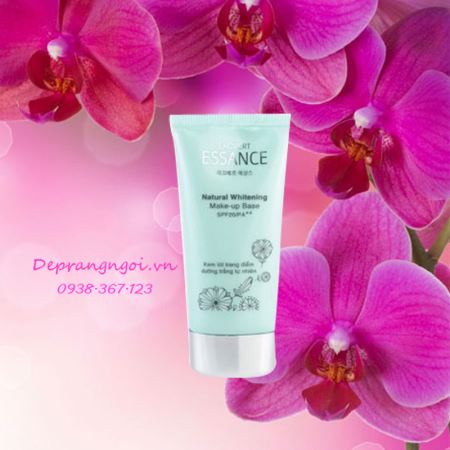 ESSANCE
Natural Whitening
Make-up Base
SPF20/PA++
Kem lót trang điểm
dưỡng trắng tự nhiên
Deprangngoi.vn
0938·367·123